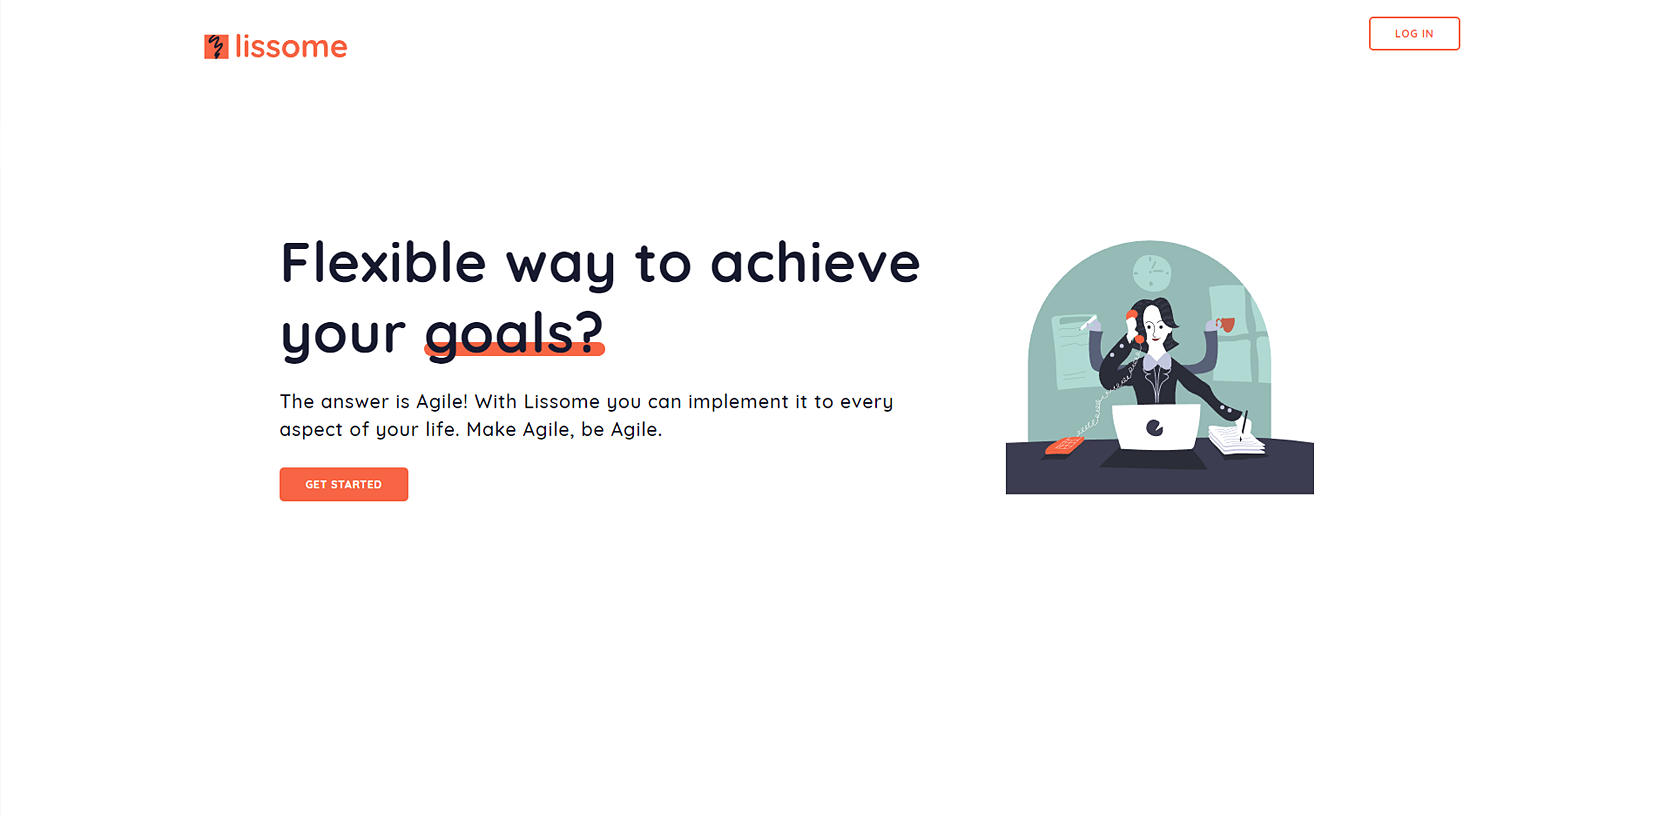 lissome
LOG IN
Flexible way to achieve
your goals?
The answer is Agile! With Lissome you can implement it to every
aspect of your life. Make Agile, be Agile.
GET STARTED